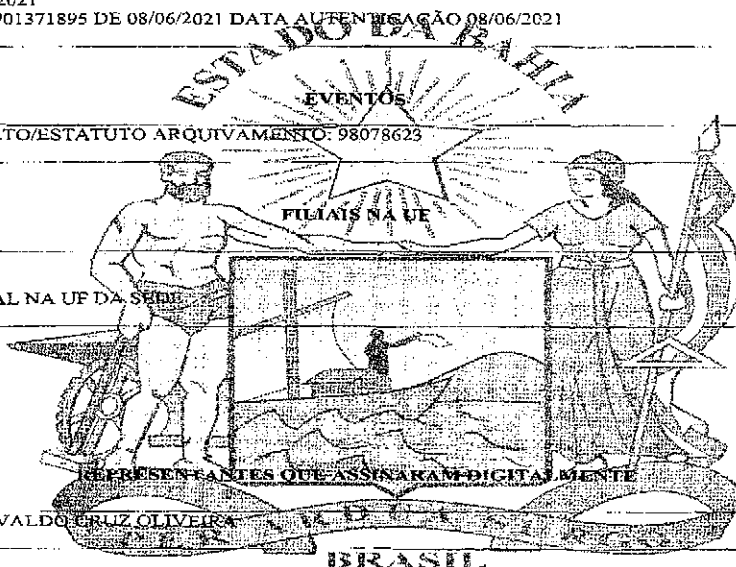 2021
01371895 DE 08/06/2021 DATA AUTENTICAÇÃO 08/06/2021
ESTADO DA BAHIA
EVENTOS
TO/ESTATUTO ARQUIVAMENTO: 98078623
FILIAIS NA UF
AL NA UF DA SEDE
REPRESENTANTES QUE ASSINARAM DIGITALMENTE
VALDO CRUZ OLIVEIRA
BRASIL